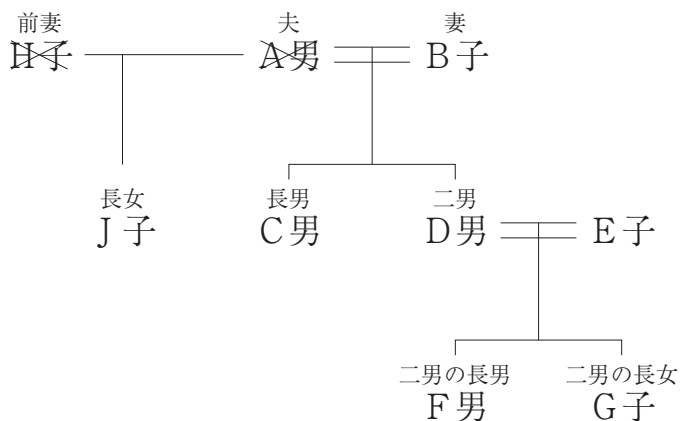 前妻 夫 妻
H子 A男 B子
長女 長男 二男
J子 C男 D男 E子
二男の長男 二男の長女
F男 G子